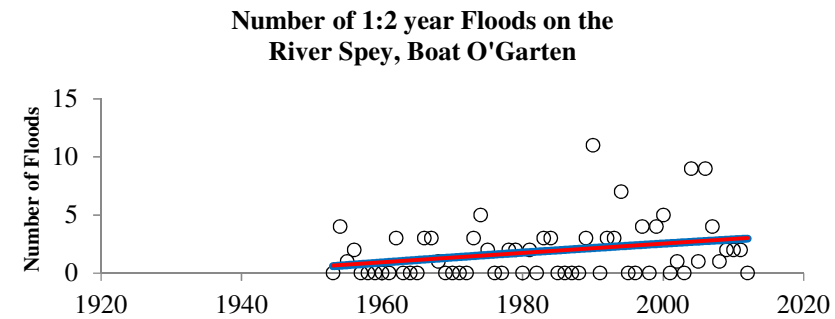 Number of 1:2 year Floods on the
River Spey, Boat O'Garten
Number of Floods
15
10
5
0
1920 1940 1960 1980 2000 2020